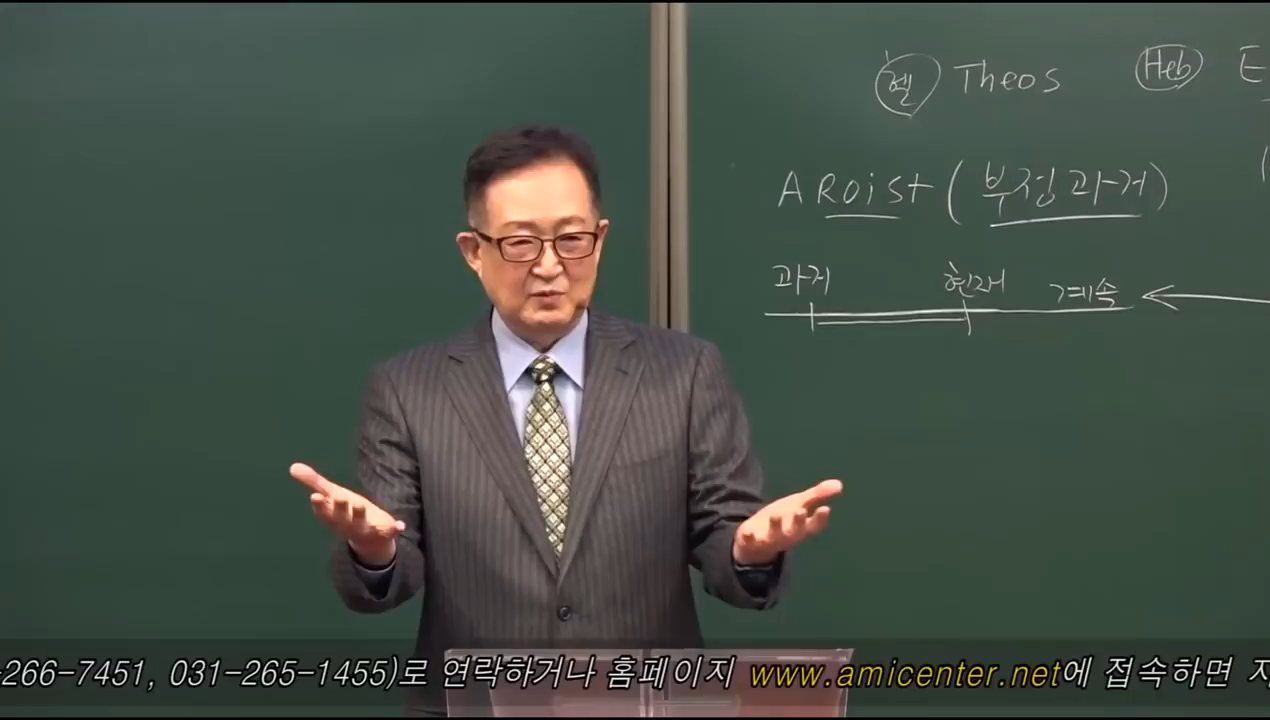 헬 Theos Heb E
ARoist (부정과거)
과거 현재 계속
-266-7451, 031-265-1455)로 연락하거나 홈페이지 www.amicenter.net에 접속하면 지